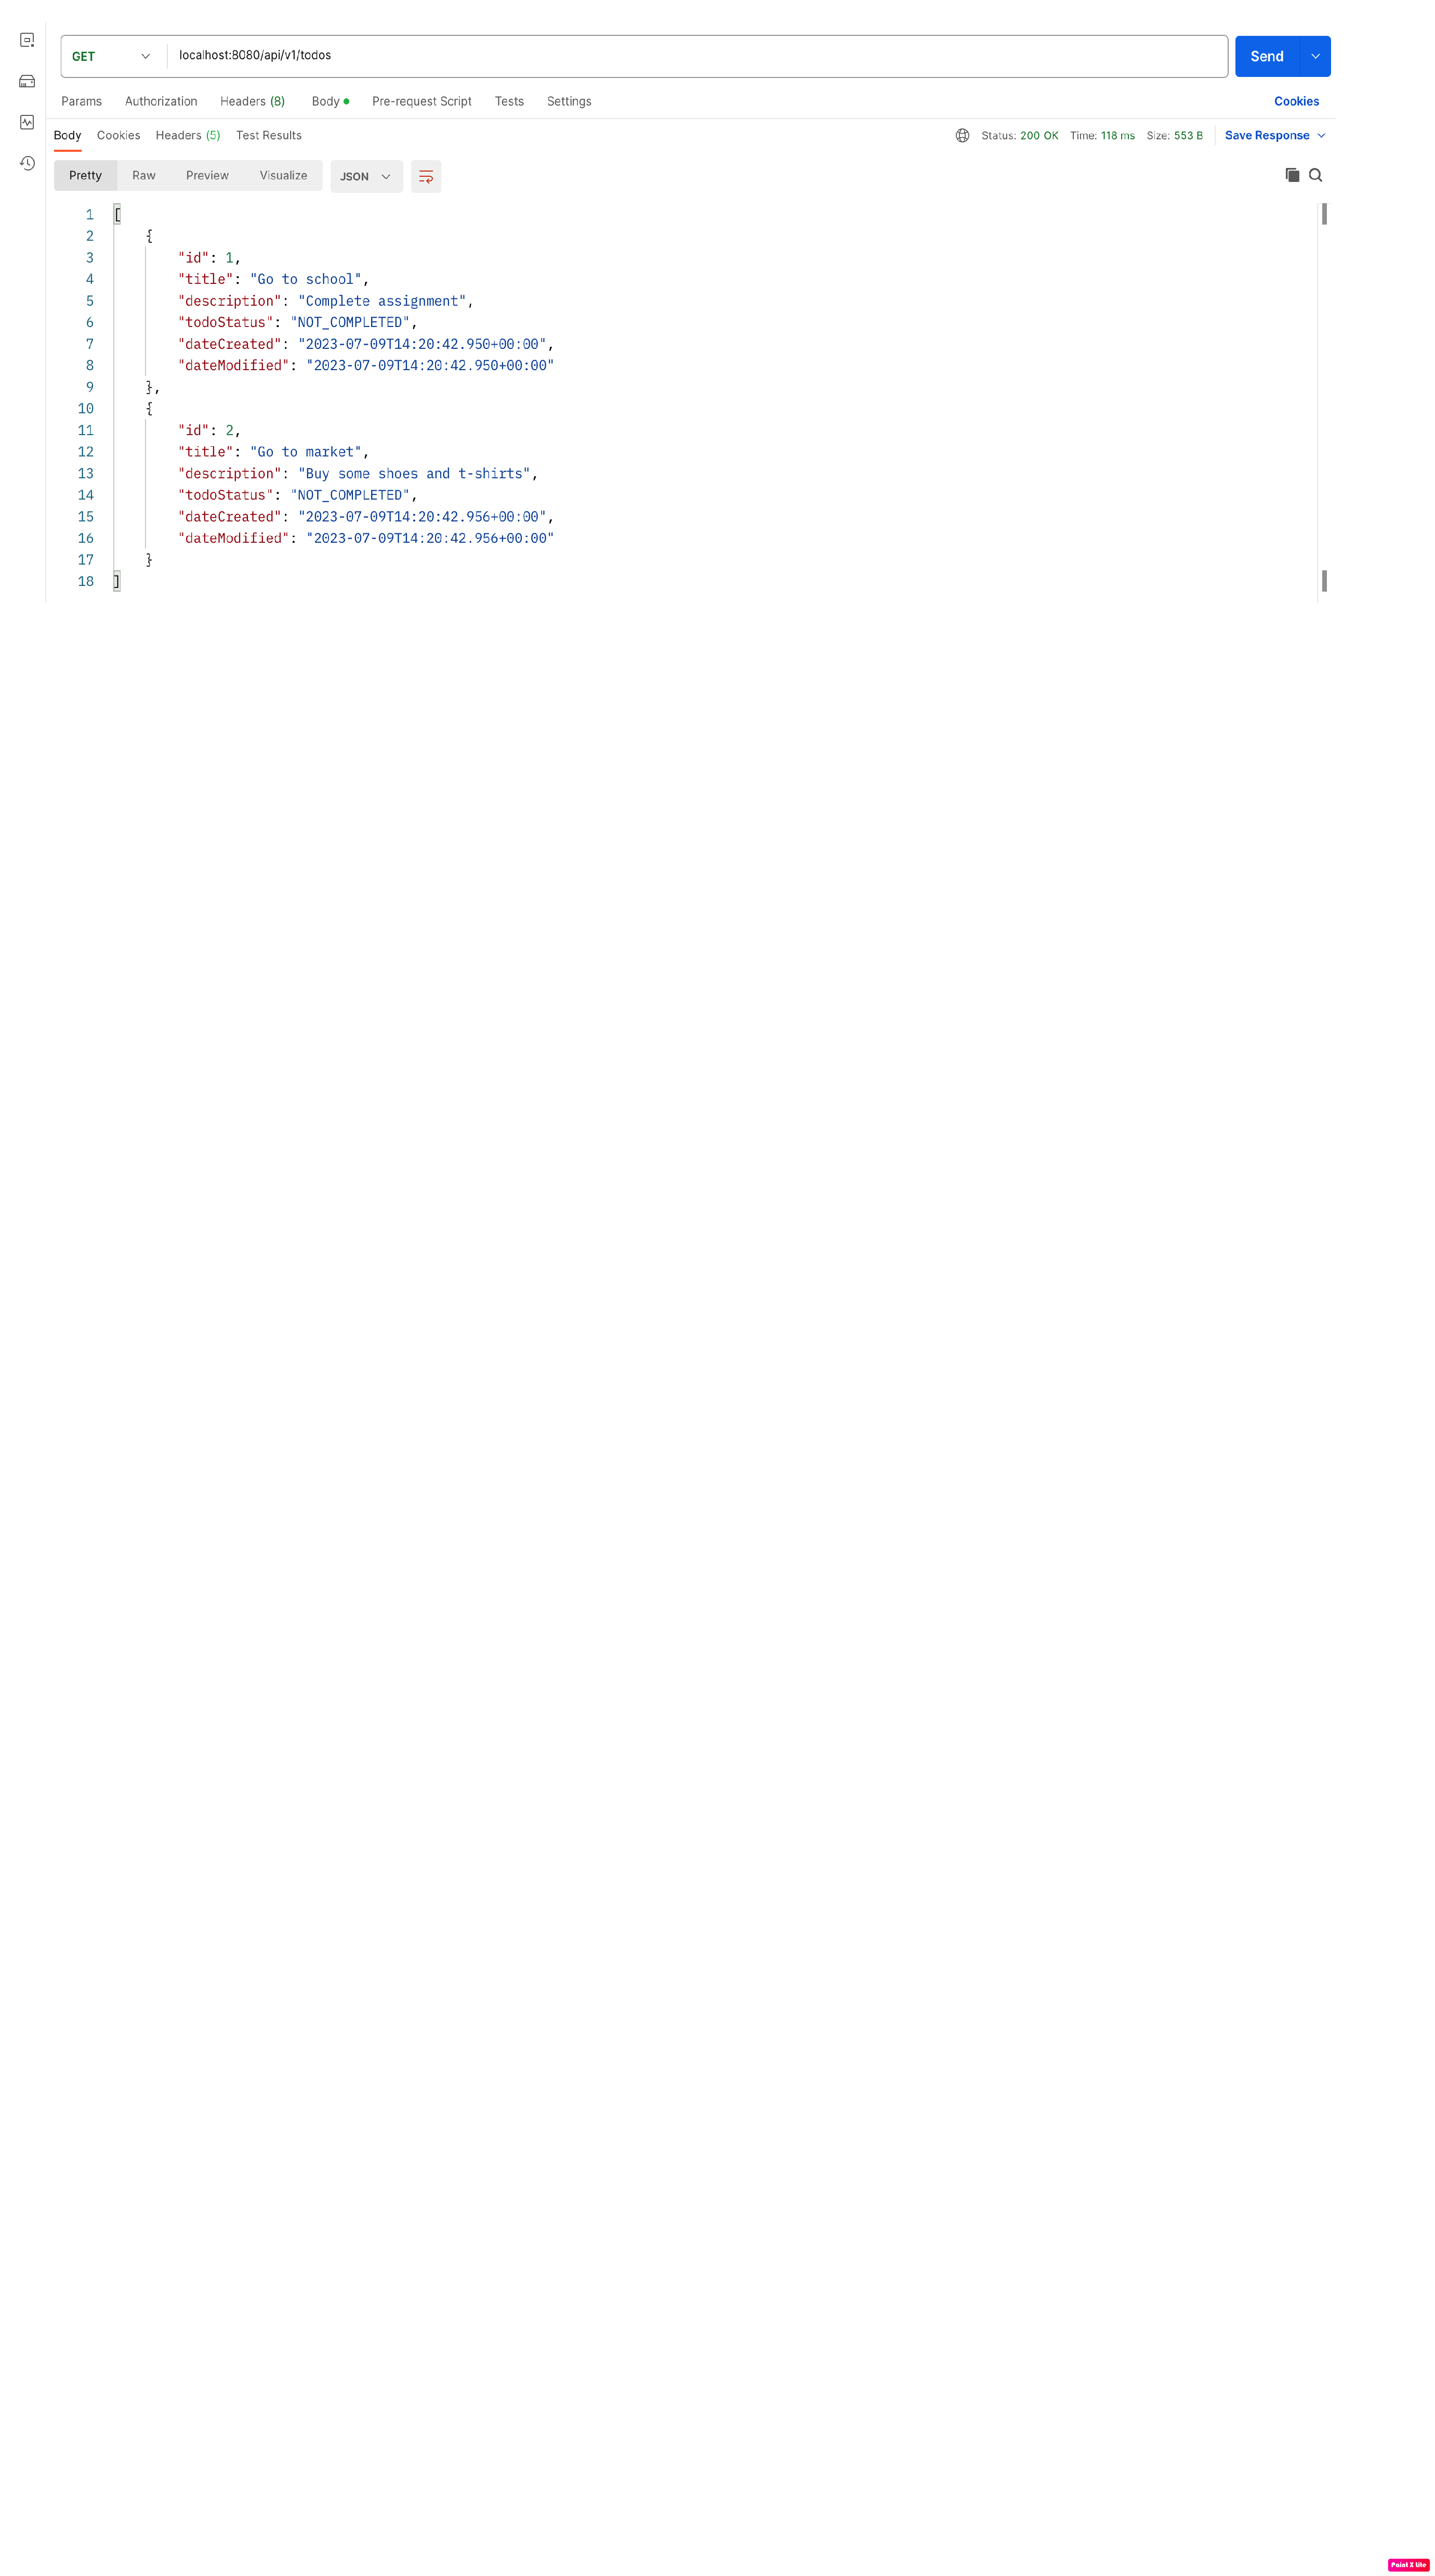 GET localhost:8080/api/v1/todos Send
Params Authorization Headers (8) Body Pre-request Script Tests Settings Cookies
Body Cookies Headers (5) Test Results Status: 200 OK Time: 118 ms Size: 553 B Save Response
Pretty Raw Preview Visualize JSON
1 [
2 {
3 "id": 1,
4 "title": "Go to school",
5 "description": "Complete assignment",
6 "todoStatus": "NOT_COMPLETED",
7 "dateCreated": "2023-07-09T14:20:42.950+00:00",
8 "dateModified": "2023-07-09T14:20:42.950+00:00"
9 },
10 {
11 "id": 2,
12 "title": "Go to market",
13 "description": "Buy some shoes and t-shirts",
14 "todoStatus": "NOT_COMPLETED",
15 "dateCreated": "2023-07-09T14:20:42.956+00:00",
16 "dateModified": "2023-07-09T14:20:42.956+00:00"
17 }
18 ]
Paint X lite